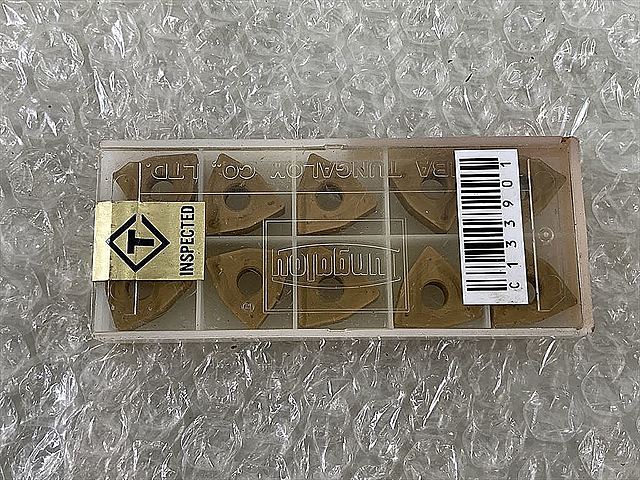 BA TUNGALOY CO., LTD.
T
INSPECTED
Tungaloy
C133901